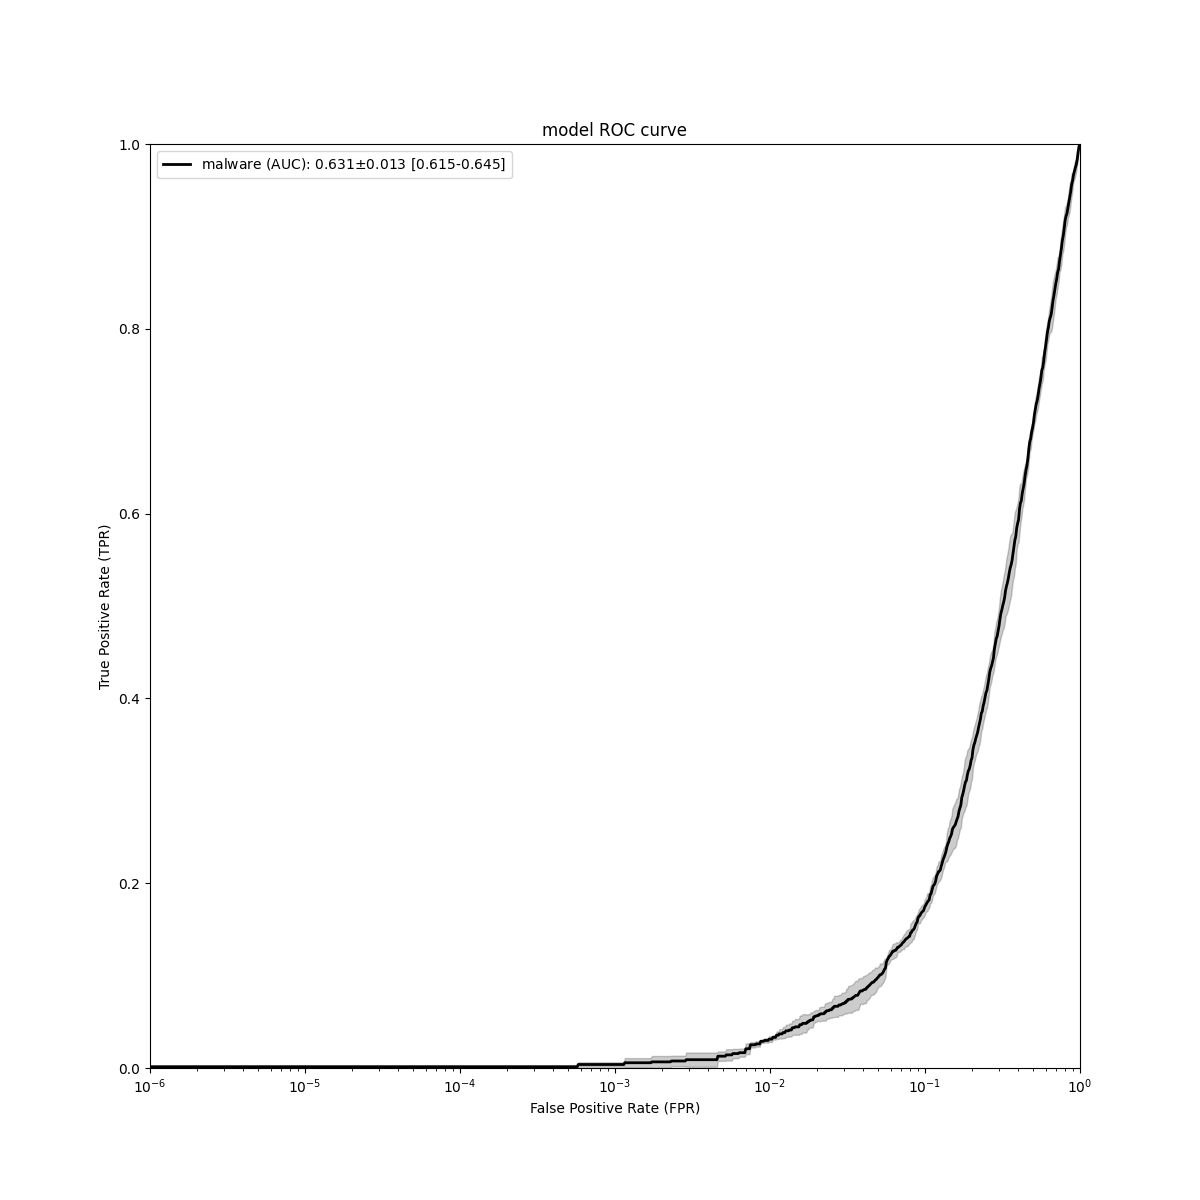 model ROC curve
malware (AUC): 0.631±0.013 [0.615-0.645]
1.0
0.8
0.6
0.4
0.2
0.0
True Positive Rate (TPR)
10⁻⁶ 10⁻⁵ 10⁻⁴ 10⁻³ 10⁻² 10⁻¹ 10⁰
False Positive Rate (FPR)